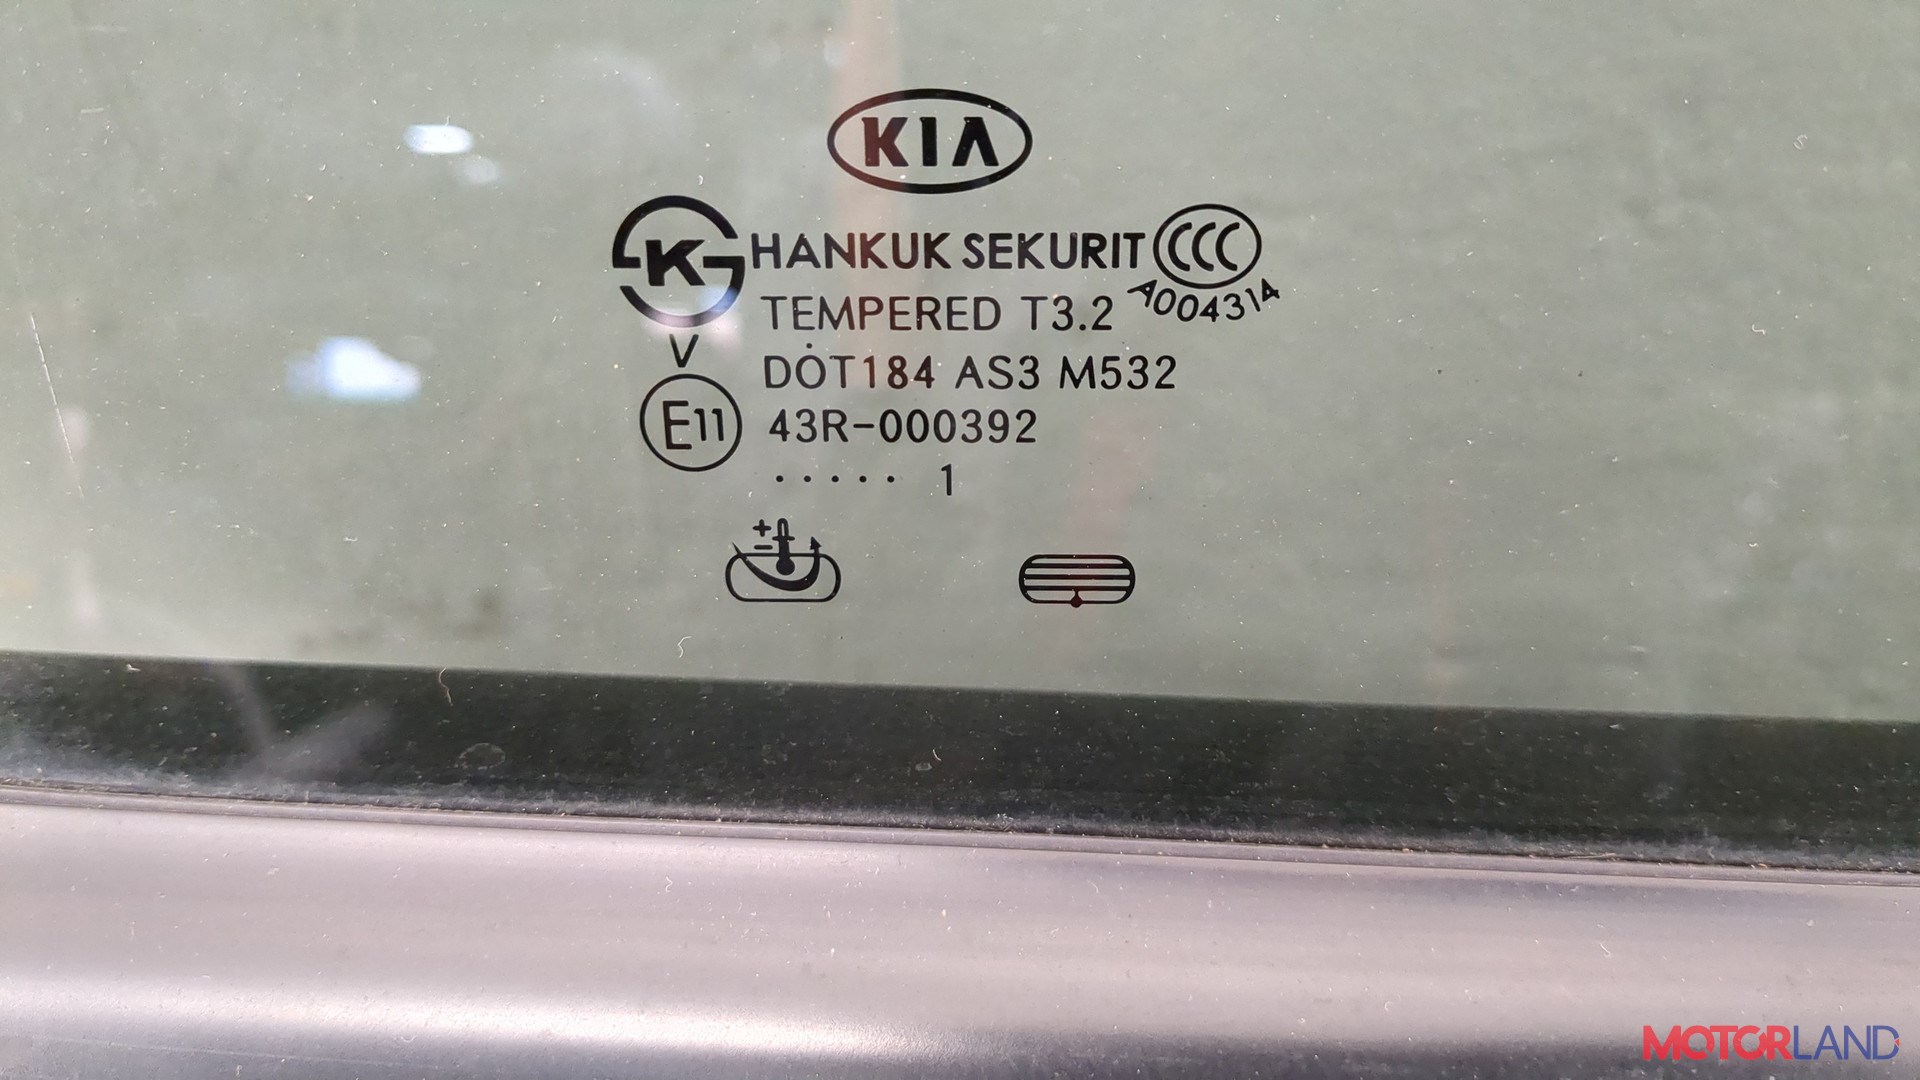 KIA
K HANKUK SEKURIT CCC
TEMPERED T3.2 A004314
V
DOT184 AS3 M532
E11 43R-000392
..... 1
MOTORLAND